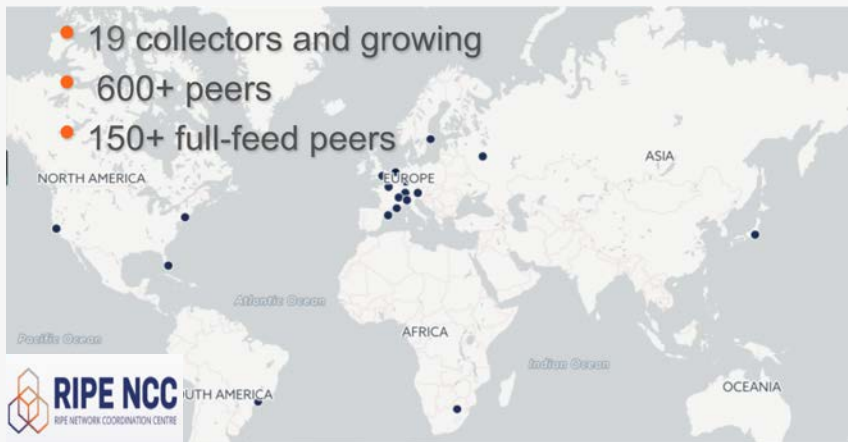 19 collectors and growing
600+ peers
150+ full-feed peers
NORTH AMERICA
EUROPE
ASIA
Atlantic Ocean
AFRICA
Pacific Ocean
Indian Ocean
OCEANIA
OUTH AMERICA
RIPE NCC
RIPE NETWORK COORDINATION CENTRE